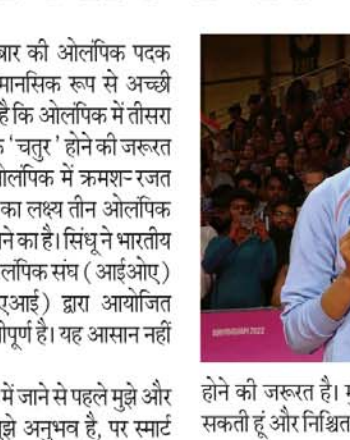 बार की ओलंपिक पदक
मानसिक रूप से अच्छी
है कि ओलंपिक में तीसरा
'चतुर' होने की जरूरत
ओलंपिक में क्रमशः रजत
का लक्ष्य तीन ओलंपिक
ने का है। सिंधू ने भारतीय
लंपिक संघ (आईओए)
एआई) द्वारा आयोजित
तीपूर्ण है। यह आसान नहीं
में जाने से पहले मुझे और
झे अनुभव है, पर स्मार्ट
BIRMINGHAM 2022
होने की जरूरत है।
सकती हूं और निश्चित